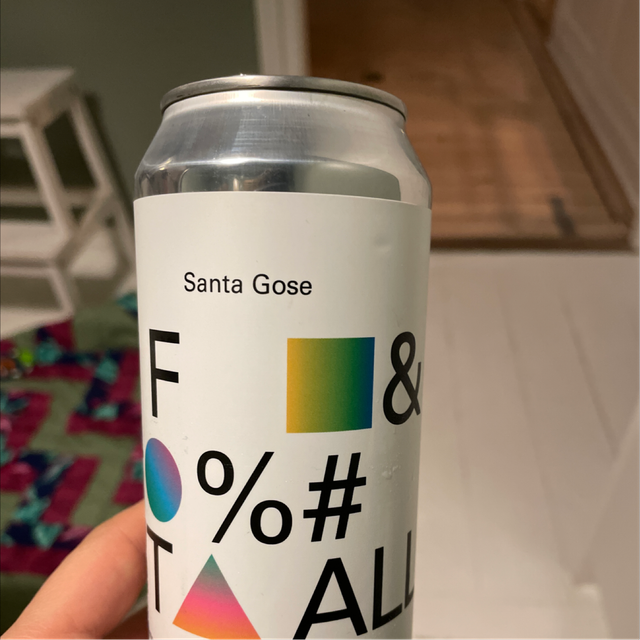 Santa Gose
F &
%#
T ALL